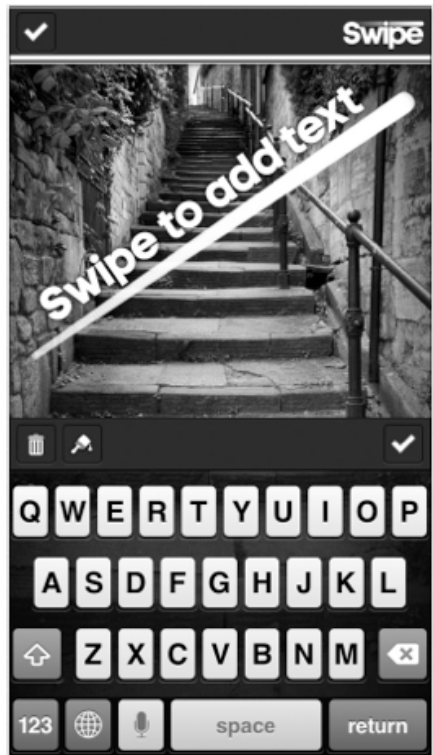 Swipe
Swipe to add text
Q W E R T Y U I O P
A S D F G H J K L
Z X C V B N M
123 space return